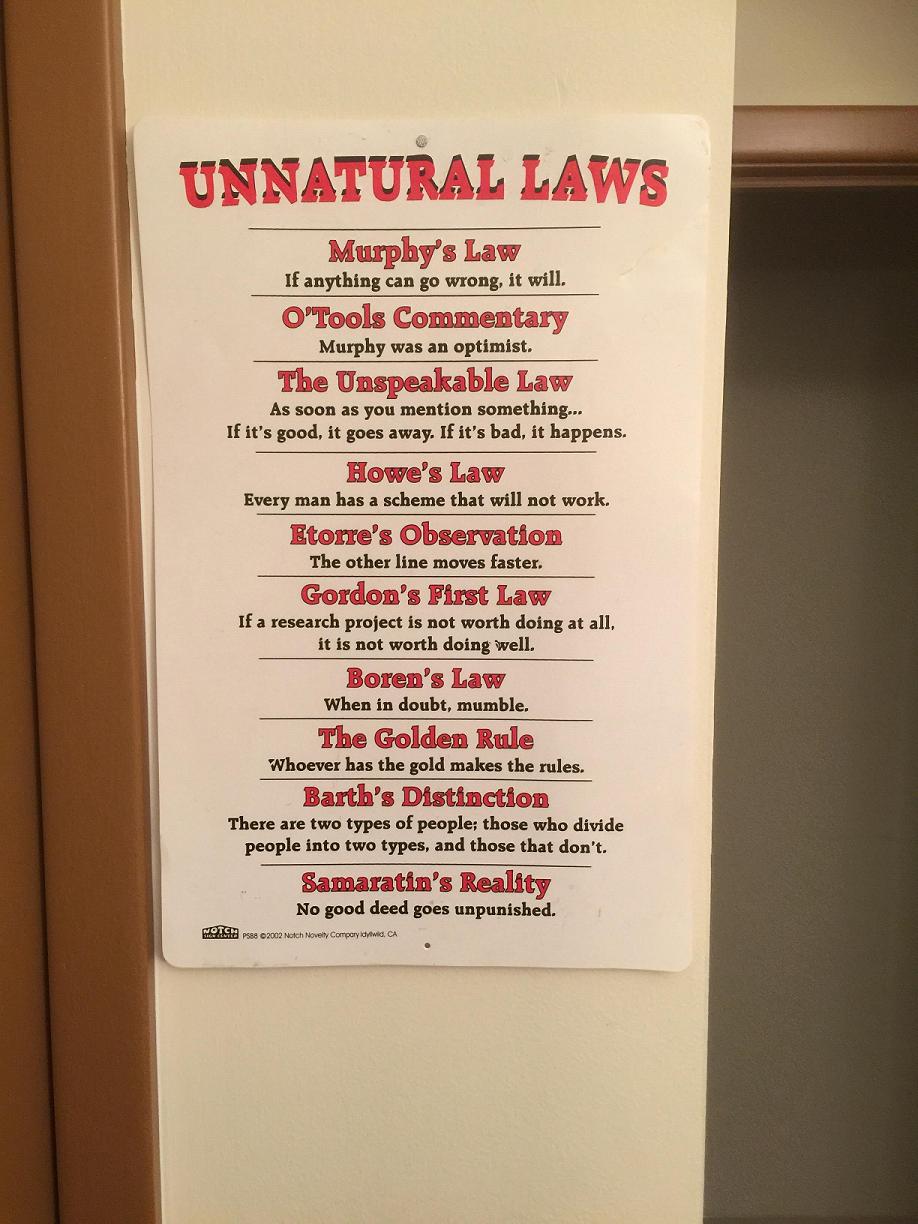 UNNATURAL LAWS
Murphy's Law
If anything can go wrong, it will.
O'Tools Commentary
Murphy was an optimist.
The Unspeakable Law
As soon as you mention something...
If it's good, it goes away. If it's bad, it happens.
Howe's Law
Every man has a scheme that will not work.
Etorre's Observation
The other line moves faster.
Gordon's First Law
If a research project is not worth doing at all,
it is not worth doing well.
Boren's Law
When in doubt, mumble.
The Golden Rule
Whoever has the gold makes the rules.
Barth's Distinction
There are two types of people; those who divide
people into two types, and those that don't.
Samaratin's Reality
No good deed goes unpunished.
NOTCH
SIGN CENTER
PS88 ©2002 Notch Novelty Company Idyllwild, CA